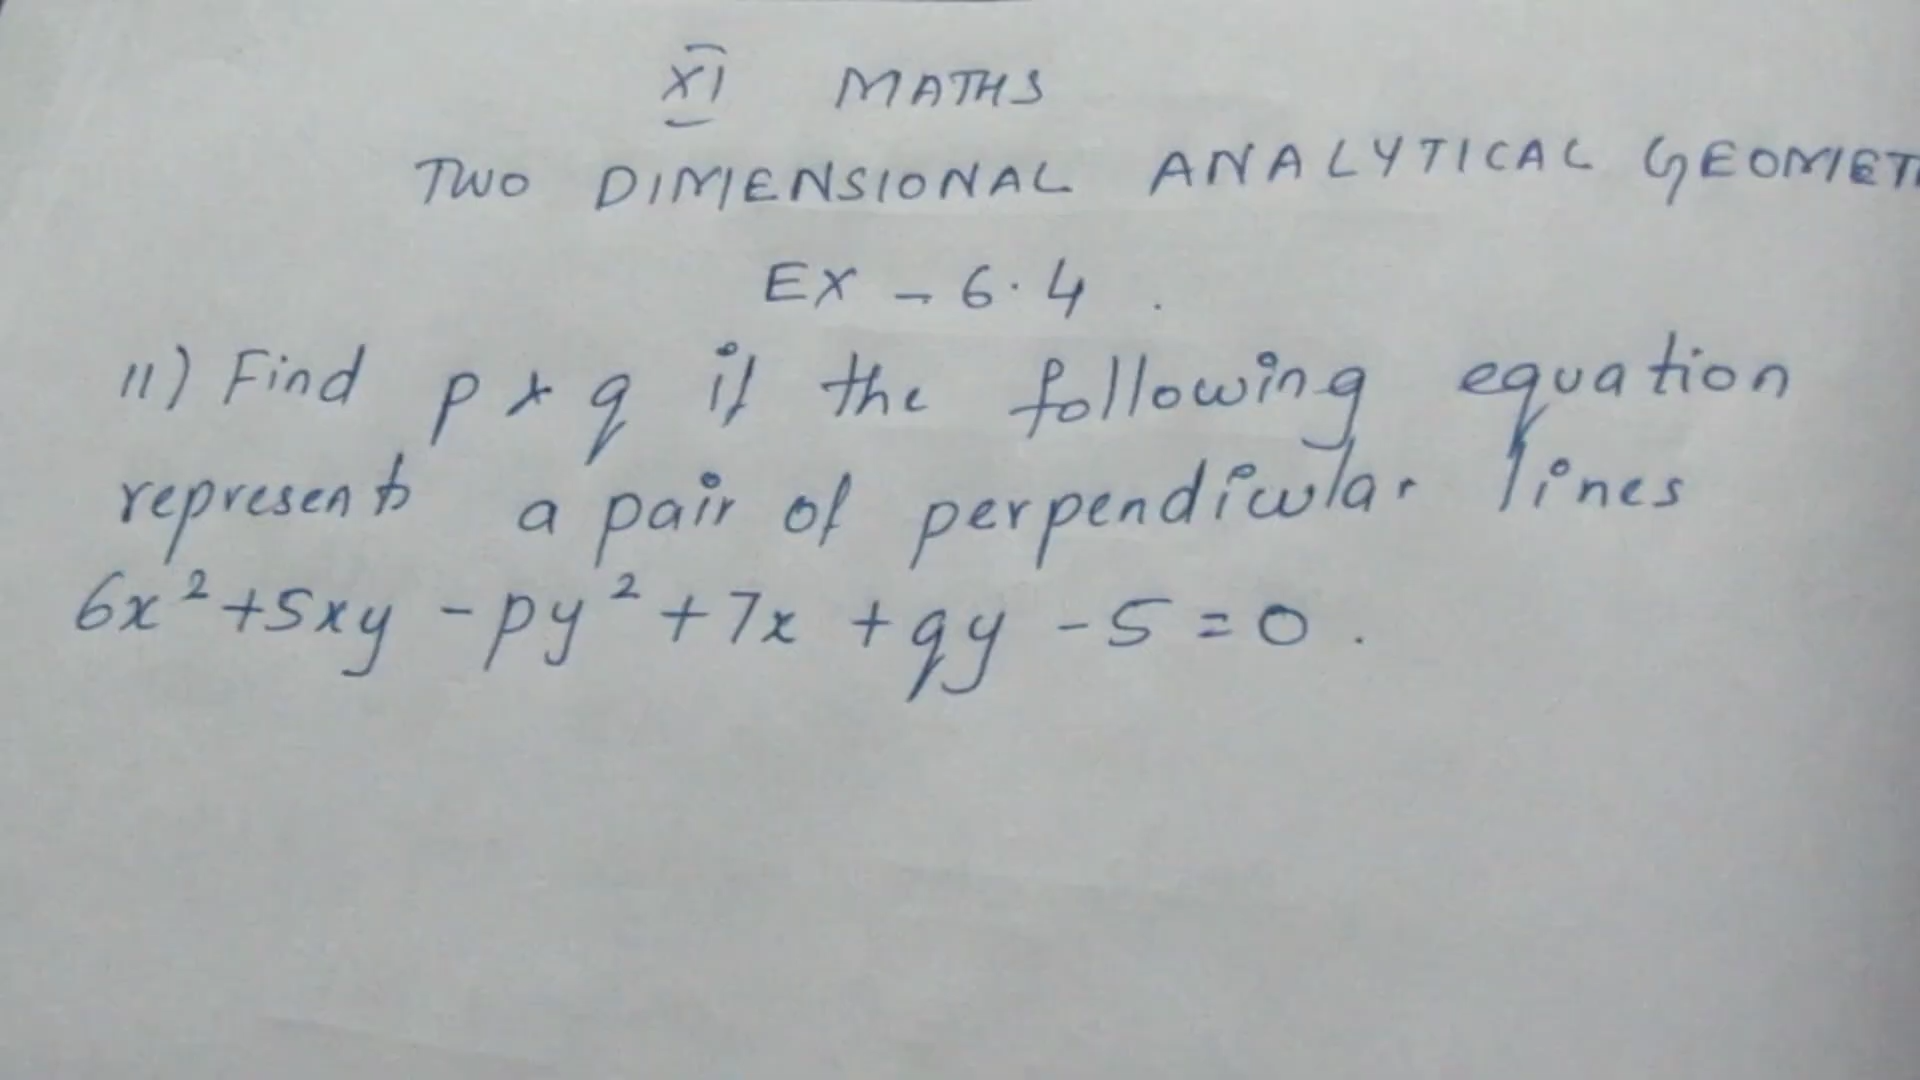 XI MATHS
TWO DIMENSIONAL ANALYTICAL GEOMET
EX - 6.4.
11) Find p & q if the following equation
represents a pair of perpendicular lines
6x² + 5xy - py² + 7x + qy - 5 = 0.